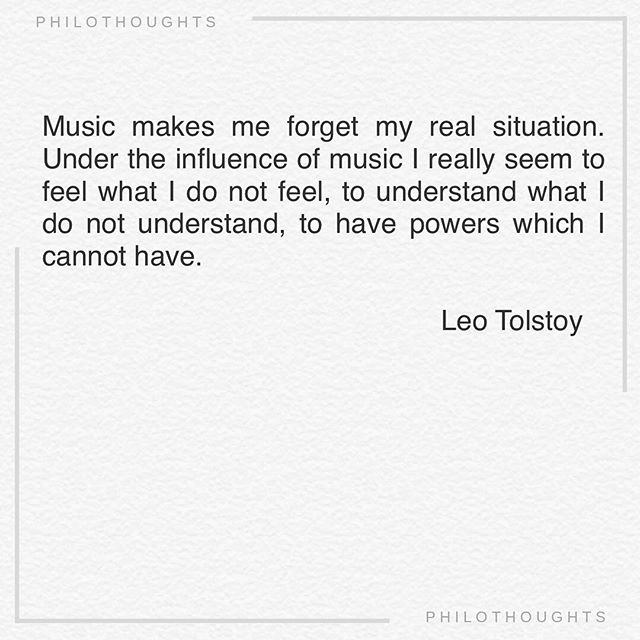 PHILOTHOUGHTS
Music makes me forget my real situation.
Under the influence of music I really seem to
feel what I do not feel, to understand what I
do not understand, to have powers which I
cannot have.
Leo Tolstoy
PHILOTHOUGHTS